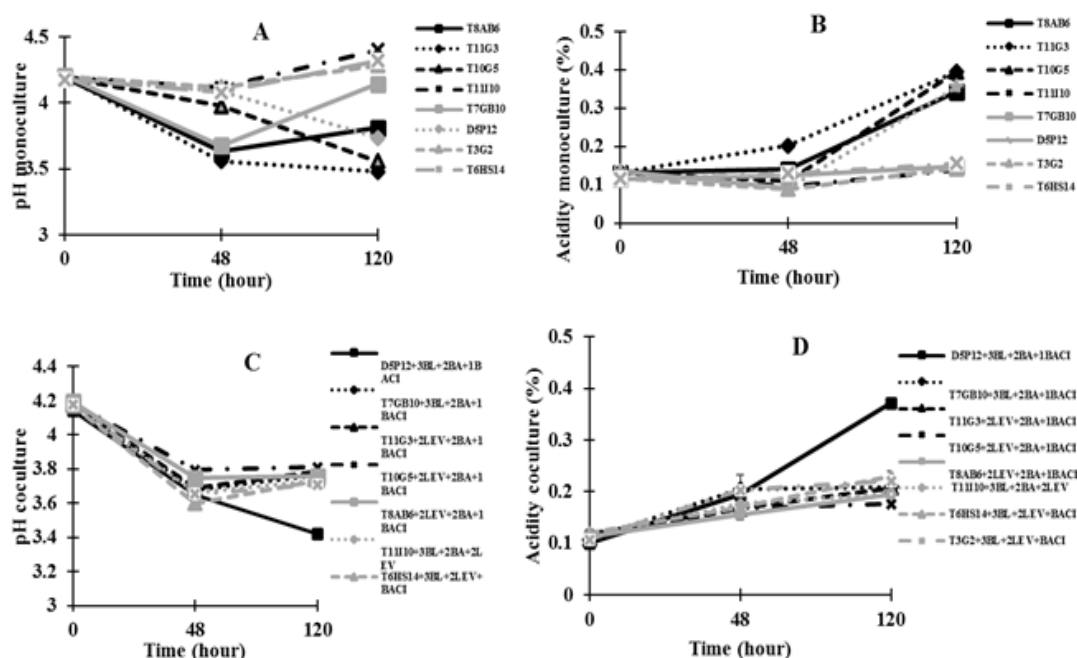 A
pH monoculture
4.5
4
3.5
3
0
48
120
Time (hour)
T8AB6
T11G3
T10G5
T11I10
T7GB10
D5P12
T3G2
T6HS14
B
Acidity monoculture (%)
0.5
0.4
0.3
0.2
0.1
0
0
48
120
Time (hour)
T8AB6
T11G3
T10G5
T11I10
T7GB10
D5P12
T3G2
T6HS14
C
pH coculture
4.4
4.2
4
3.8
3.6
3.4
3.2
3
0
48
120
Time (hour)
D5P12+3BL+2BA+1B
ACI
T7GB10+3BL+2BA+1
BACI
T11G3+2LEV+2BA+1
BACI
T10G5+2LEV+2BA+1
BACI
T8AB6+2LEV+2BA+1
BACI
T11I10+3BL+2BA+2L
EV
T6HS14+3BL+2LEV+
BACI
D
Acidity coculture (%)
0.5
0.4
0.3
0.2
0.1
0
0
48
120
Time (hour)
D5P12+3BL+2BA+1BACI
T7GB10+3BL+2BA+1BACI
T11G3+2LEV+2BA+1BACI
T10G5+2LEV+2BA+1BACI
T8AB6+2LEV+2BA+1BACI
T11I10+3BL+2BA+2LEV
T6HS14+3BL+2LEV+BACI
T3G2+3BL+2LEV+BACI